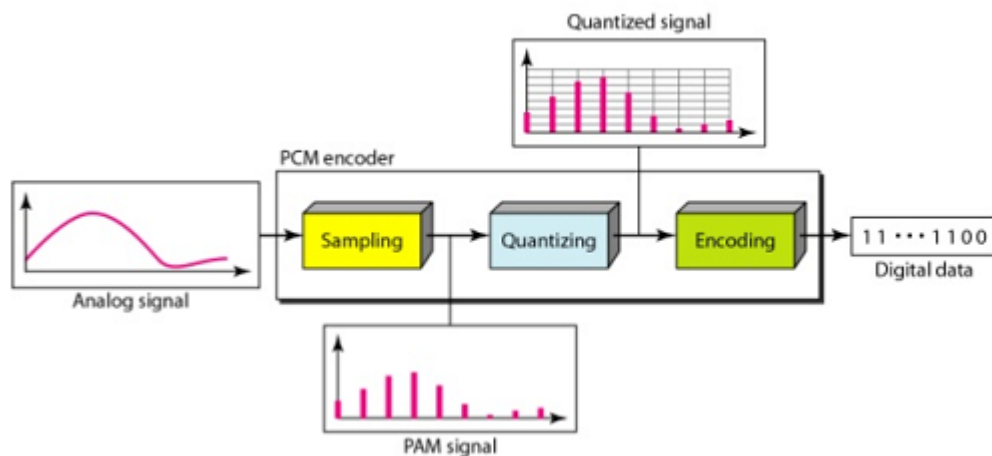 Quantized signal
PCM encoder
Sampling
Quantizing
Encoding
11···1100
Digital data
Analog signal
PAM signal